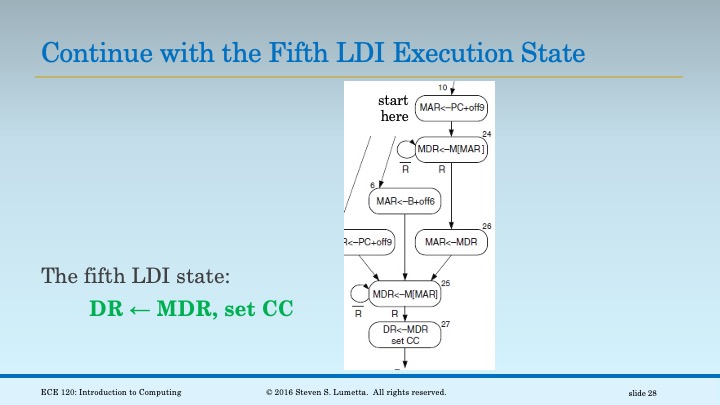 Continue with the Fifth LDI Execution State
start
here
10
MAR<–PC+off9
24
MDR<–M[MAR]
R
R
6
MAR<–B+off6
26
R<–PC+off9
MAR<–MDR
25
MDR<–M[MAR]
R
R
27
DR<–MDR
set CC
The fifth LDI state:
DR ← MDR, set CC
ECE 120: Introduction to Computing
© 2016 Steven S. Lumetta. All rights reserved.
slide 28